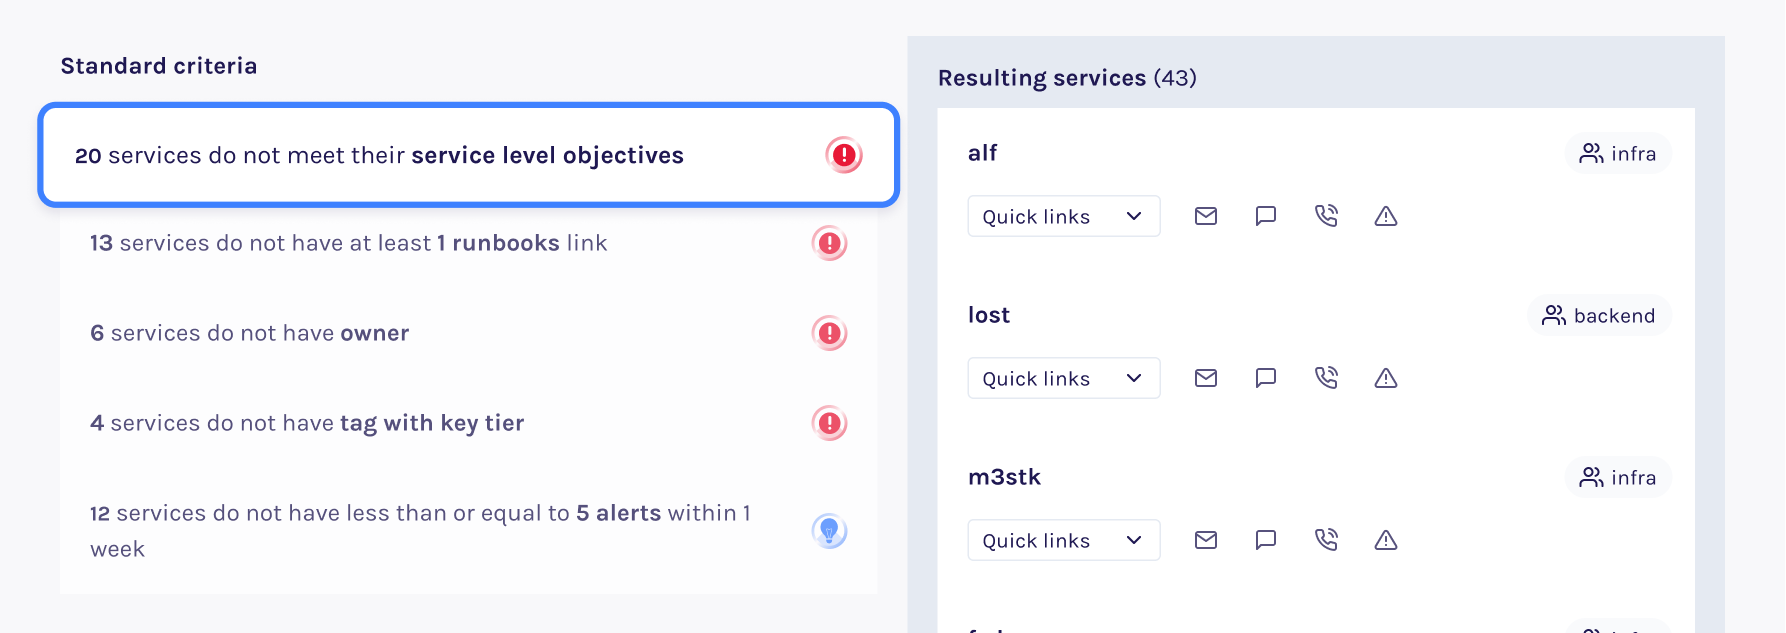 Standard criteria
20 services do not meet their service level objectives
13 services do not have at least 1 runbooks link
6 services do not have owner
4 services do not have tag with key tier
12 services do not have less than or equal to 5 alerts within 1
week
Resulting services (43)
alf
infra
Quick links
lost
backend
Quick links
m3stk
infra
Quick links